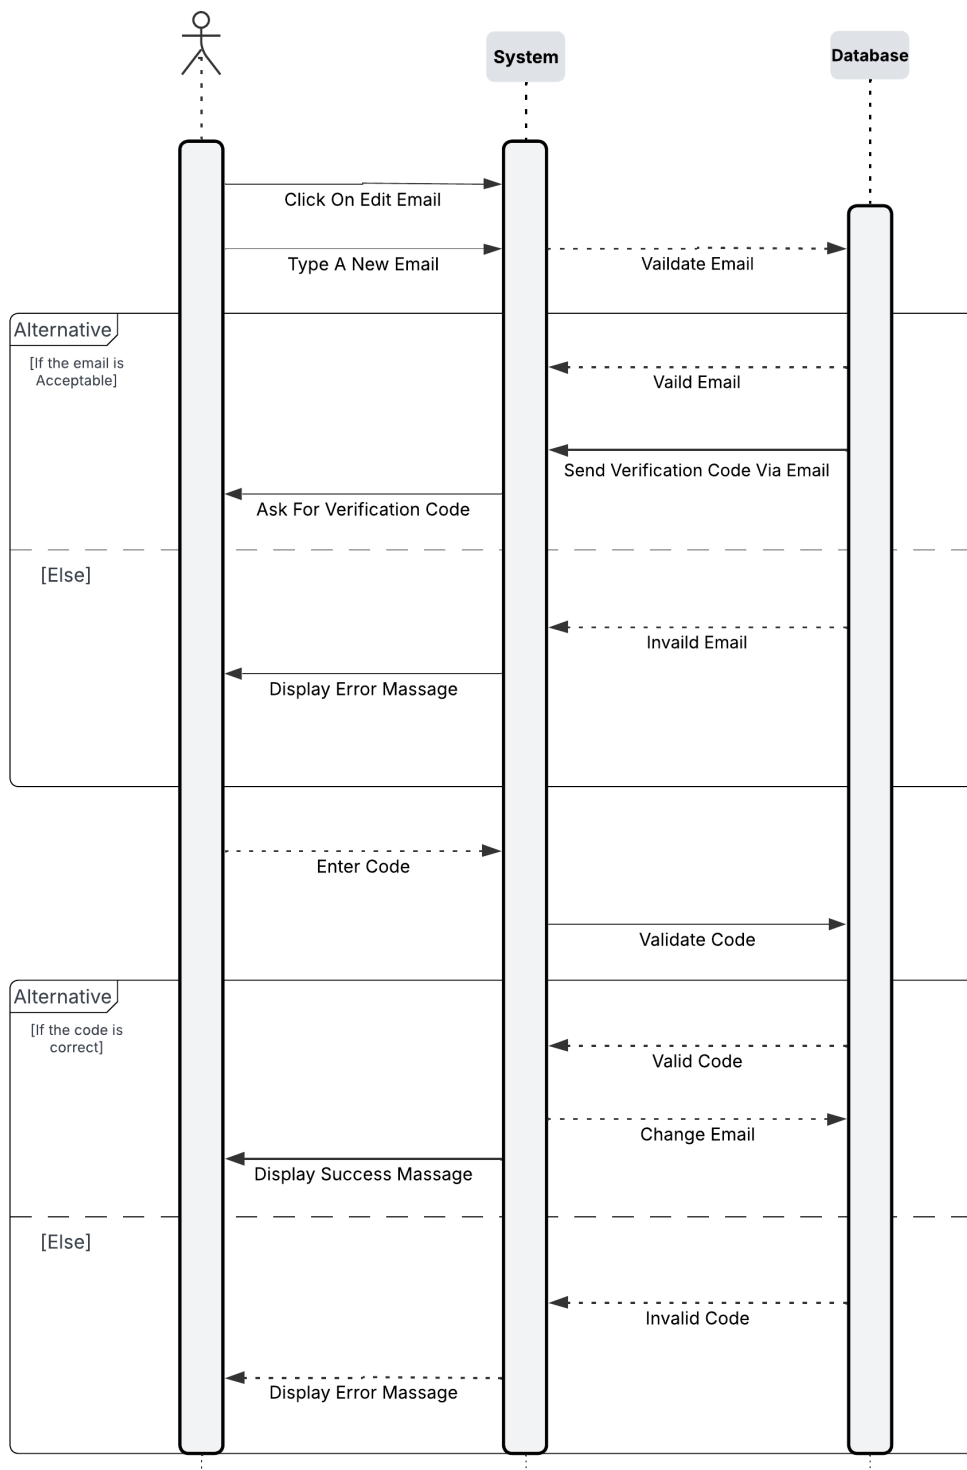 System
Database
Click On Edit Email
Type A New Email
Vaildate Email
Alternative
[If the email is
Acceptable]
Vaild Email
Send Verification Code Via Email
Ask For Verification Code
[Else]
Invaild Email
Display Error Massage
Enter Code
Validate Code
Alternative
[If the code is
correct]
Valid Code
Change Email
Display Success Massage
[Else]
Invalid Code
Display Error Massage